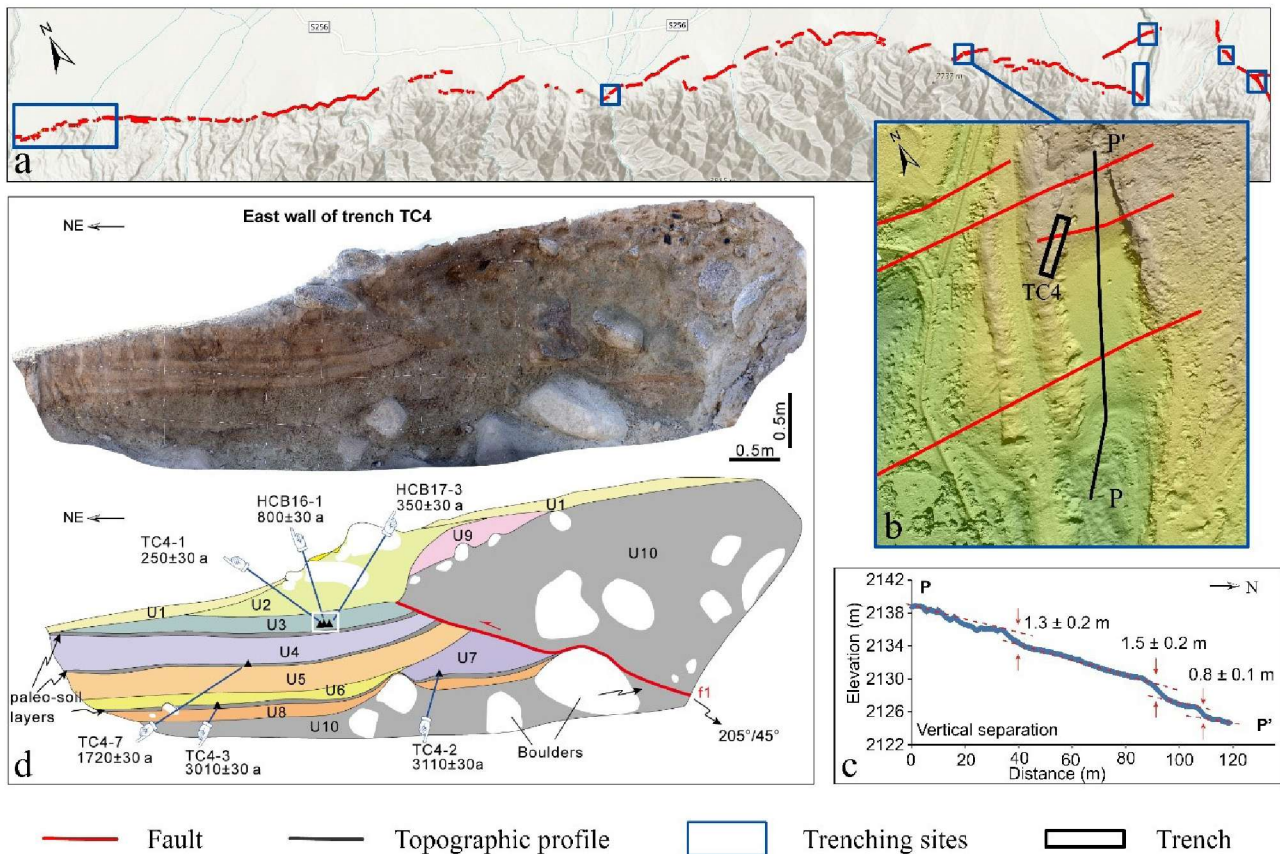 N
S256
S256
2737 m
a
N
P'
TC4
P
b
East wall of trench TC4
NE
0.5m
0.5m
NE
HCB16-1
800±30 a
HCB17-3
350±30 a
TC4-1
250±30 a
U1
U9
U10
U1
U2
U3
U4
U7
U5
U6
U8
U10
f1
paleo-soil
layers
Boulders
205°/45°
TC4-7
1720±30 a
TC4-3
3010±30 a
TC4-2
3110±30a
d
2142
2138
2134
2130
2126
2122
Elevation (m)
P
N
1.3 ± 0.2 m
1.5 ± 0.2 m
0.8 ± 0.1 m
P'
Vertical separation
0 20 40 60 80 100 120
Distance (m)
c
Fault
Topographic profile
Trenching sites
Trench